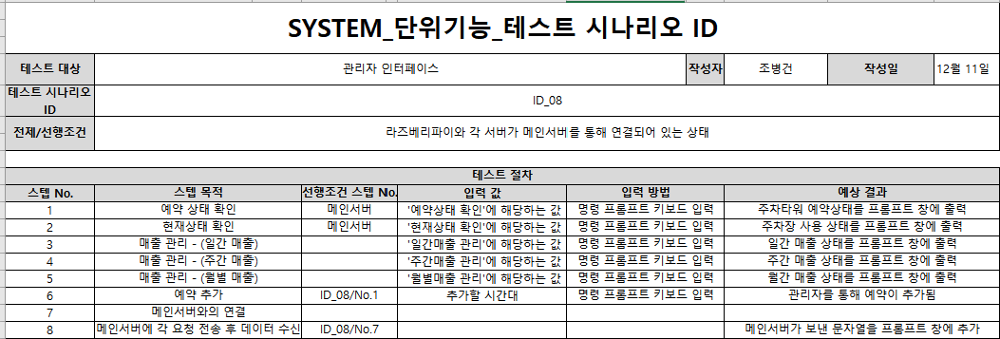 SYSTEM_단위기능_테스트 시나리오 ID
테스트 대상 관리자 인터페이스 작성자 조병건 작성일 12월 11일
테스트 시나리오 ID ID_08
전제/선행조건 라즈베리파이와 각 서버가 메인서버를 통해 연결되어 있는 상태
테스트 절차
스텝 No. 스텝 목적 선행조건 스텝 No. 입력 값 입력 방법 예상 결과
1 예약 상태 확인 메인서버 '예약상태 확인'에 해당하는 값 명령 프롬프트 키보드 입력 주차타워 예약상태를 프롬프트 창에 출력
2 현재상태 확인 메인서버 '현재상태 확인'에 해당하는 값 명령 프롬프트 키보드 입력 주차장 사용 상태를 프롬프트 창에 출력
3 매출 관리 - (일간 매출) '일간매출 관리'에 해당하는 값 명령 프롬프트 키보드 입력 일간 매출 상태를 프롬프트 창에 출력
4 매출 관리 - (주간 매출) '주간매출 관리'에 해당하는 값 명령 프롬프트 키보드 입력 주간 매출 상태를 프롬프트 창에 출력
5 매출 관리 - (월별 매출) '월별매출 관리'에 해당하는 값 명령 프롬프트 키보드 입력 월간 매출 상태를 프롬프트 창에 출력
6 예약 추가 ID_08/No.1 추가할 시간대 명령 프롬프트 키보드 입력 관리자를 통해 예약이 추가됨
7 메인서버와의 연결
8 메인서버에 각 요청 전송 후 데이터 수신 ID_08/No.7 메인서버가 보낸 문자열을 프롬프트 창에 추가